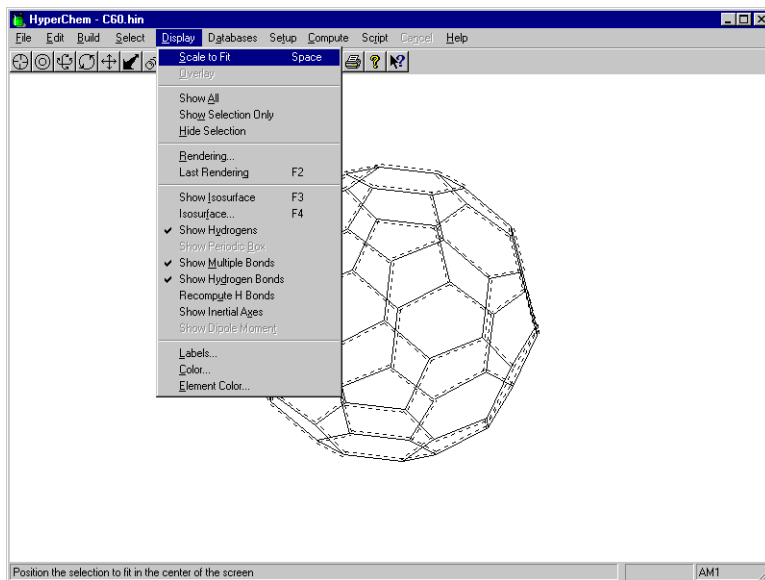 HyperChem - C60.hin
File Edit Build Select Display Databases Setup Compute Script Cancel Help
Scale to Fit Space
Overlay
Show All
Show Selection Only
Hide Selection
Rendering...
Last Rendering F2
Show Isosurface F3
Isosurface... F4
Show Hydrogens
Show Periodic Box
Show Multiple Bonds
Show Hydrogen Bonds
Recompute H Bonds
Show Inertial Axes
Show Dipole Moment
Labels...
Color...
Element Color...
Position the selection to fit in the center of the screen AM1